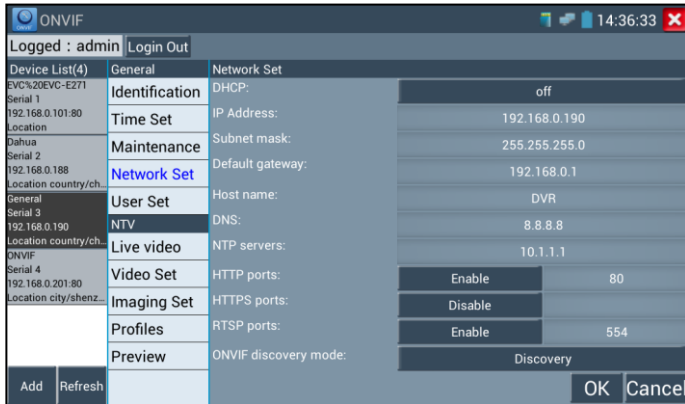 ONVIF
14:36:33
Logged : admin Login Out
Device List(4)
EVC%20EVC-E271
Serial 1
192.168.0.101:80
Location
Dahua
Serial 2
192.168.0.188
Location country/ch...
General
Serial 3
192.168.0.190
Location country/ch...
ONVIF
Serial 4
192.168.0.201:80
Location city/shenz...
Add Refresh
General
Identification
Time Set
Maintenance
Network Set
User Set
NTV
Live video
Video Set
Imaging Set
Profiles
Preview
Network Set
DHCP: off
IP Address: 192.168.0.190
Subnet mask: 255.255.255.0
Default gateway: 192.168.0.1
Host name: DVR
DNS: 8.8.8.8
NTP servers: 10.1.1.1
HTTP ports: Enable 80
HTTPS ports: Disable
RTSP ports: Enable 554
ONVIF discovery mode: Discovery
OK Cancel